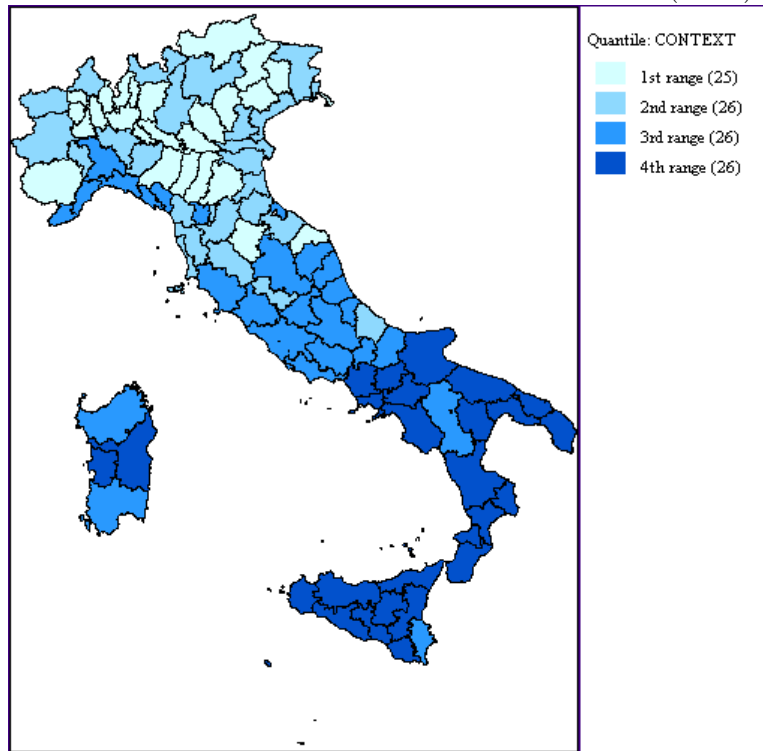 Quantile: CONTEXT
1st range (25)
2nd range (26)
3rd range (26)
4th range (26)